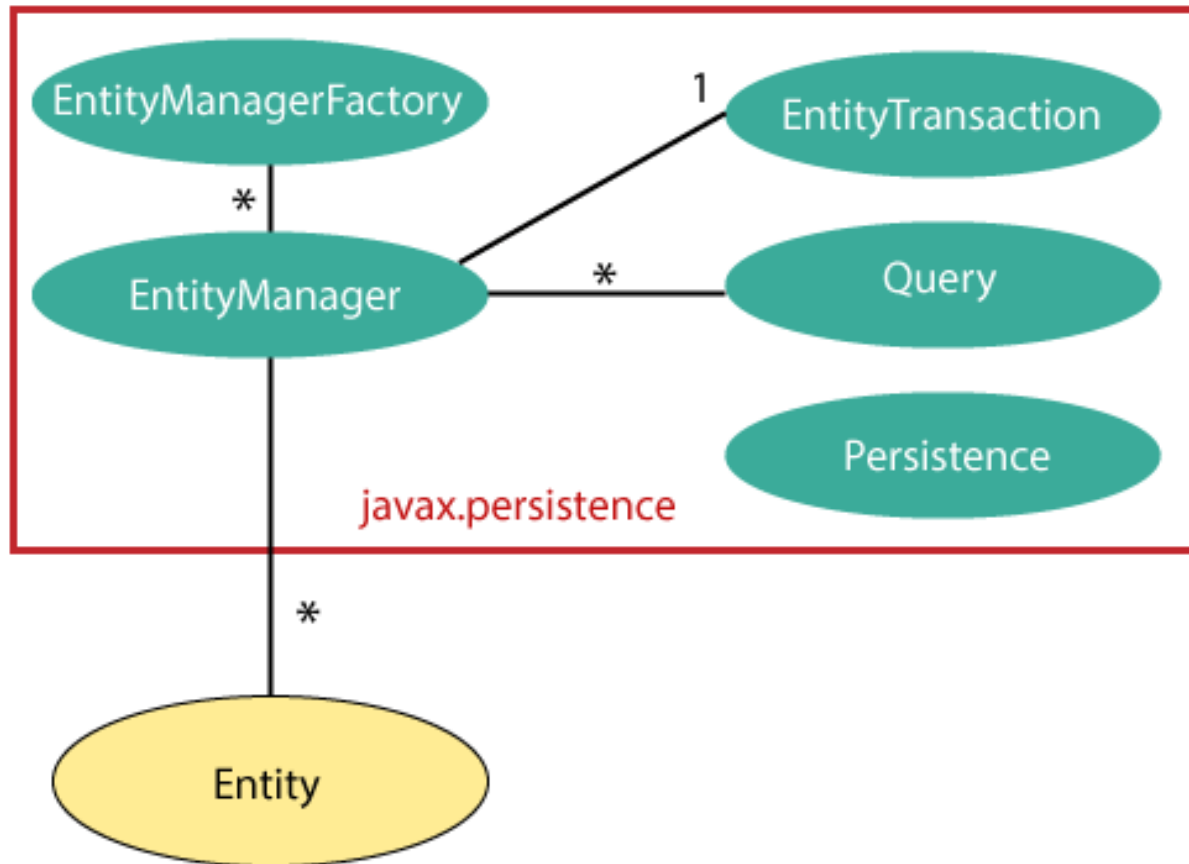 EntityManagerFactory
1
EntityTransaction
*
EntityManager
*
Query
Persistence
javax.persistence
*
Entity